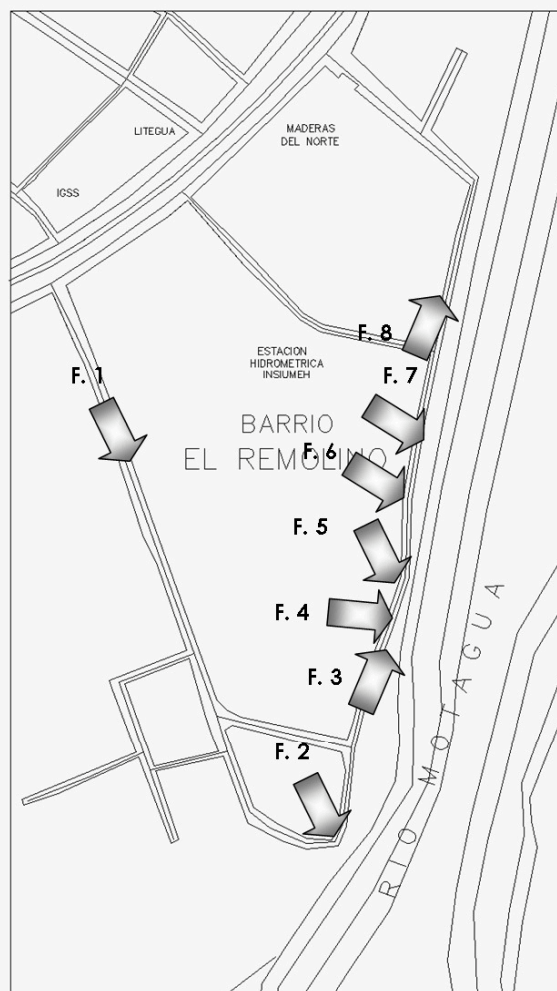 LITEGUA
MADERAS
DEL NORTE
IGSS
F. 8
ESTACION
HIDROMETRICA
INSIUMEH
F. 1
F. 7
BARRIO
EL REMOLINO
F. 6
F. 5
F. 4
F. 3
F. 2
RIO MOTAGUA